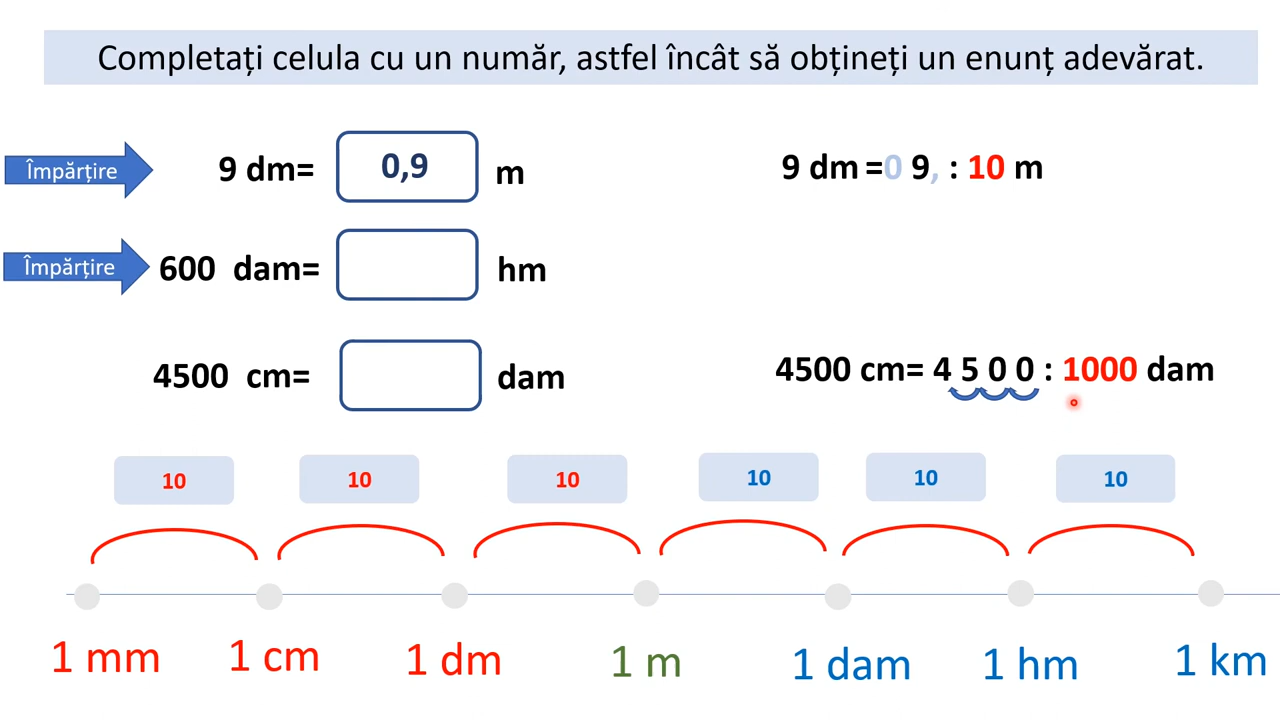 Completați celula cu un număr, astfel încât să obțineți un enunț adevărat.
Împărțire 9 dm= 0,9 m 9 dm =0 9, : 10 m
Împărțire 600 dam= hm
4500 cm= dam 4500 cm= 4 5 0 0 : 1000 dam
10 10 10 10 10 10
1 mm 1 cm 1 dm 1 m 1 dam 1 hm 1 km